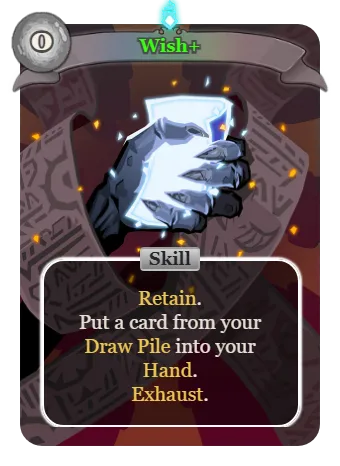 0
Wish+
Skill
Retain.
Put a card from your
Draw Pile into your
Hand.
Exhaust.